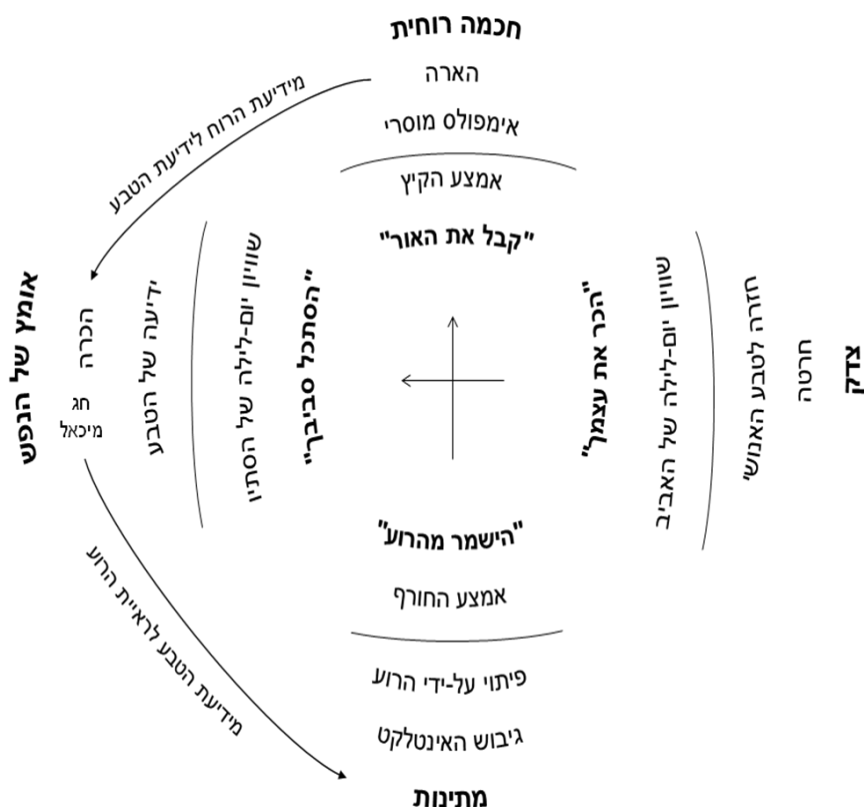 חכמה רוחית
הארה
אימפולס מוסרי
אמצע הקיץ
"קבל את האור"
מידיעת הרוח לידיעת הטבע
צדק
חרטה
חזרה לטבע האנושי
שוויון יום-לילה של האביב
"הכר את עצמך"
"הסתכל סביבך"
שוויון יום-לילה של הסתיו
ידיעה של הטבע
הכרה
חג
מיכאל
אומץ של הנפש
"הישמר מהרוע"
אמצע החורף
פיתוי על-ידי הרוע
גיבוש האינטלקט
מתינות
מידיעת הטבע לראיית הרוע